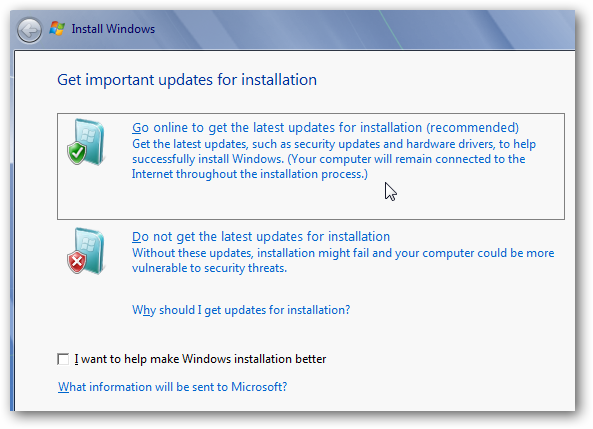 Install Windows
Get important updates for installation
Go online to get the latest updates for installation (recommended)
Get the latest updates, such as security updates and hardware drivers, to help
successfully install Windows. (Your computer will remain connected to the
Internet throughout the installation process.)
Do not get the latest updates for installation
Without these updates, installation might fail and your computer could be more
vulnerable to security threats.
Why should I get updates for installation?
I want to help make Windows installation better
What information will be sent to Microsoft?